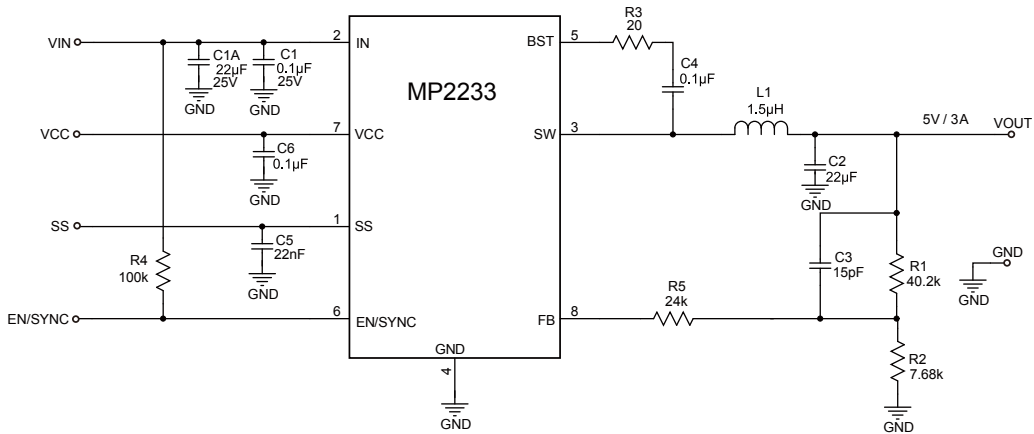 R3
20
VIN
2
IN
BST
5
C1A
22µF
25V
C1
0.1µF
25V
C4
0.1µF
GND
GND
MP2233
L1
1.5µH
5V / 3A
VOUT
VCC
7
VCC
SW
3
C6
0.1µF
C2
22µF
GND
GND
SS
1
SS
C5
22nF
R4
100k
C3
15pF
R1
40.2k
GND
GND
GND
R5
24k
EN/SYNC
6
EN/SYNC
FB
8
GND
4
R2
7.68k
GND
GND